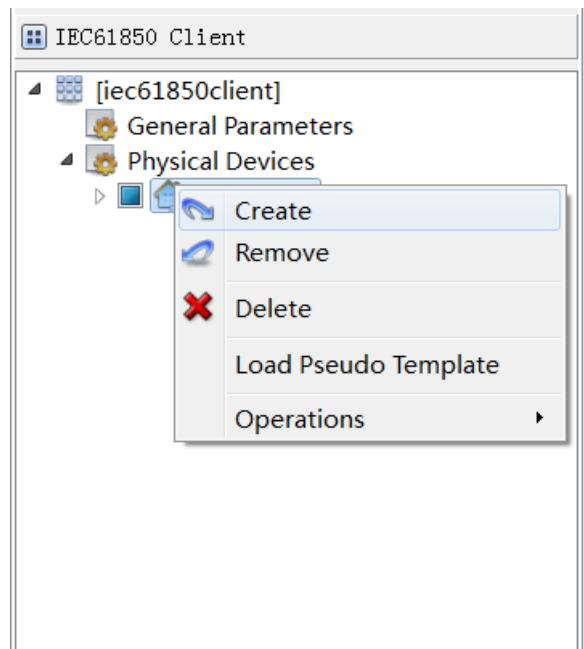 IEC61850 Client
[iec61850client]
General Parameters
Physical Devices
Create
Remove
Delete
Load Pseudo Template
Operations